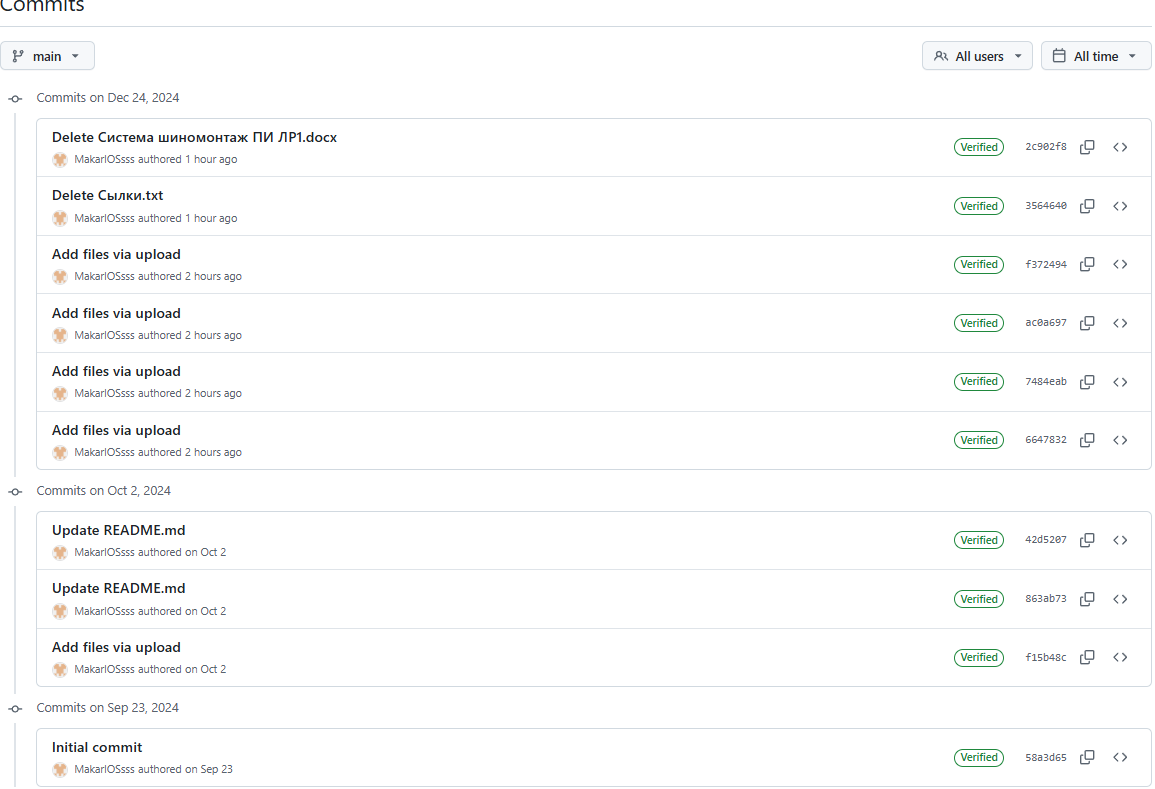 Commits
main
All users
All time
Commits on Dec 24, 2024
Delete Система шиномонтаж ПИ ЛР1.docx
MakarIOSsss authored 1 hour ago
Verified
2c902f8
Delete Сылки.txt
MakarIOSsss authored 1 hour ago
Verified
3564640
Add files via upload
MakarIOSsss authored 2 hours ago
Verified
f372494
Add files via upload
MakarIOSsss authored 2 hours ago
Verified
ac0a697
Add files via upload
MakarIOSsss authored 2 hours ago
Verified
7484eab
Add files via upload
MakarIOSsss authored 2 hours ago
Verified
6647832
Commits on Oct 2, 2024
Update README.md
MakarIOSsss authored on Oct 2
Verified
42d5207
Update README.md
MakarIOSsss authored on Oct 2
Verified
863ab73
Add files via upload
MakarIOSsss authored on Oct 2
Verified
f15b48c
Commits on Sep 23, 2024
Initial commit
MakarIOSsss authored on Sep 23
Verified
58a3d65